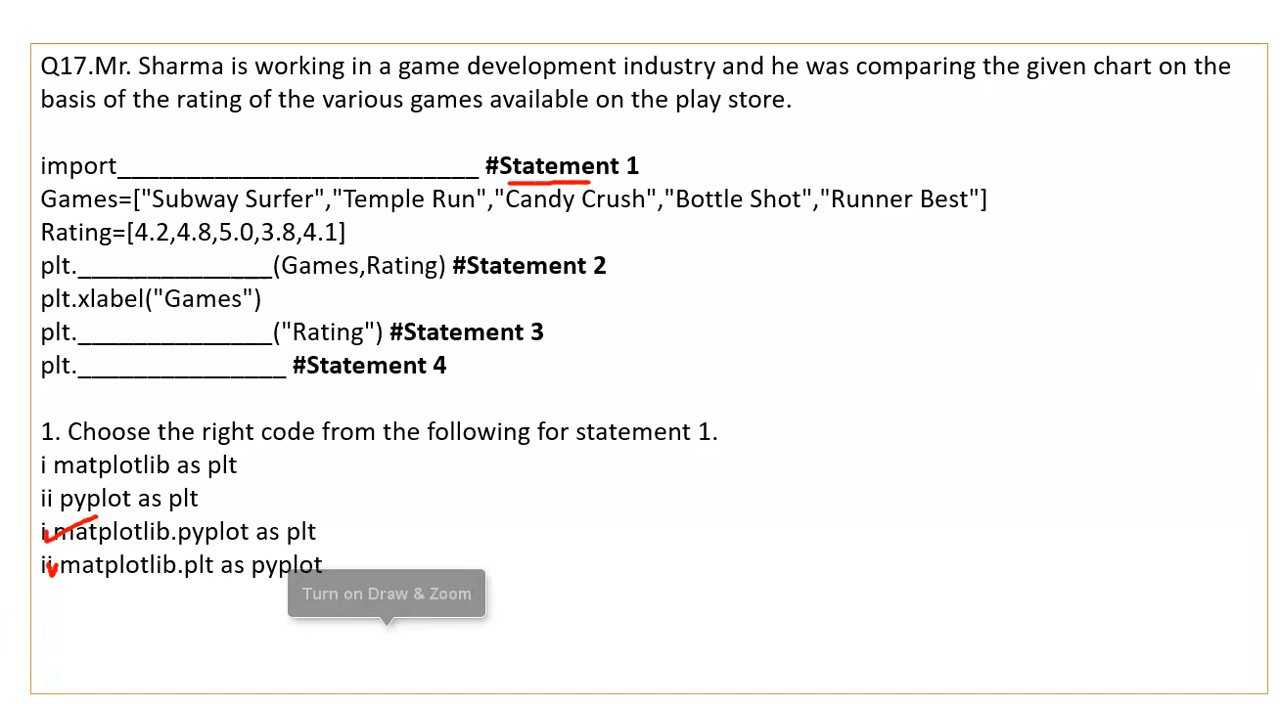 Q17.Mr. Sharma is working in a game development industry and he was comparing the given chart on the
basis of the rating of the various games available on the play store.
import__________________________ #Statement 1
Games=["Subway Surfer","Temple Run","Candy Crush","Bottle Shot","Runner Best"]
Rating=[4.2,4.8,5.0,3.8,4.1]
plt.______________(Games,Rating) #Statement 2
plt.xlabel("Games")
plt.______________("Rating") #Statement 3
plt._______________ #Statement 4
1. Choose the right code from the following for statement 1.
i matplotlib as plt
ii pyplot as plt
i matplotlib.pyplot as plt
ii matplotlib.plt as pyplot
Turn on Draw & Zoom